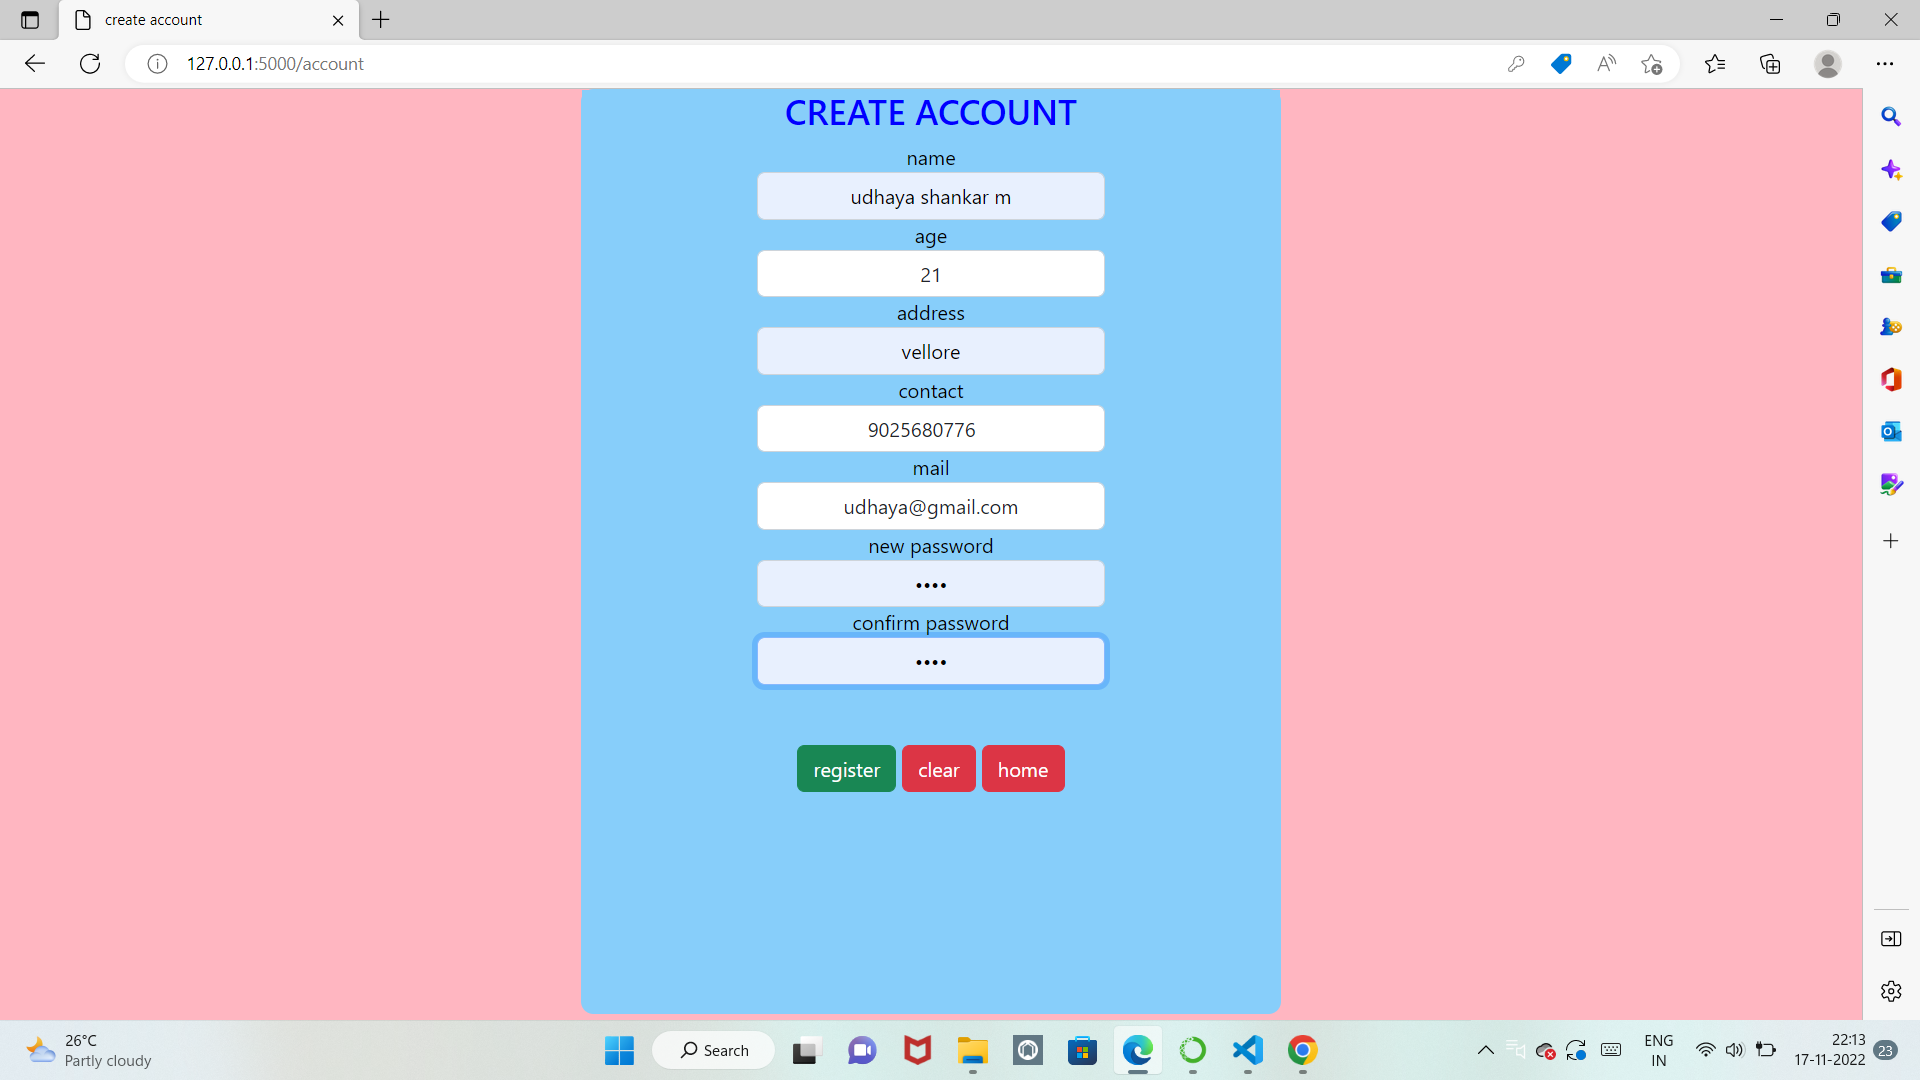 create account
127.0.0.1:5000/account
CREATE ACCOUNT
name
udhaya shankar m
age
21
address
vellore
contact
9025680776
mail
udhaya@gmail.com
new password
••••
confirm password
••••
register clear home
26°C
Partly cloudy
Search
ENG
IN
22:13
17-11-2022
23